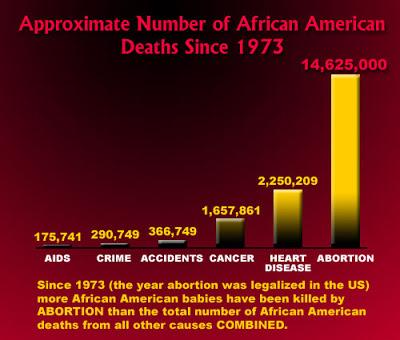 Approximate Number of African American
Deaths Since 1973
14,625,000
2,250,209
1,657,861
366,749
290,749
175,741
AIDS CRIME ACCIDENTS CANCER HEART DISEASE ABORTION
Since 1973 (the year abortion was legalized in the US)
more African American babies have been killed by
ABORTION than the total number of African American
deaths from all other causes COMBINED.